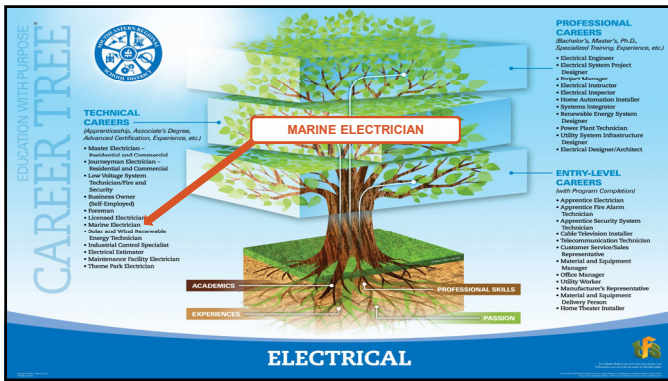 EDUCATION WITH PURPOSE
CAREER TREE
SOUTHEASTERN REGIONAL
SCHOOL DISTRICT
TECHNICAL
CAREERS
(Apprenticeship, Associate's Degree,
Advanced Certification, Experience, etc.)
• Master Electrician –
Residential and Commercial
• Journeyman Electrician –
Residential and Commercial
• Low Voltage System
Technician/Fire and
Security
• Business Owner
(Self-Employed)
• Foreman
• Licensed Electrician
• Marine Electrician
• Solar and Wind Renewable
Energy Technician
• Industrial Control Specialist
• Electrical Estimator
• Maintenance Facility Electrician
• Theme Park Electrician
MARINE ELECTRICIAN
PROFESSIONAL
CAREERS
(Bachelor's, Master's, Ph.D.,
Specialized Training, Experience, etc.)
• Electrical Engineer
• Electrical System Project
Designer
• Project Manager
• Electrical Instructor
• Electrical Inspector
• Home Automation Installer
• Systems Integrator
• Renewable Energy System
Designer
• Power Plant Technician
• Utility System Infrastructure
Designer
• Electrical Designer/Architect
ENTRY-LEVEL
CAREERS
(with Program Completion)
• Apprentice Electrician
• Apprentice Fire Alarm
Technician
• Apprentice Security System
Technician
• Cable Television Installer
• Telecommunication Technician
• Customer Service/Sales
Representative
• Material and Equipment
Manager
• Office Manager
• Utility Worker
• Manufacturer's Representative
• Material and Equipment
Delivery Person
• Home Theater Installer
ACADEMICS
PROFESSIONAL SKILLS
EXPERIENCES
PASSION
ELECTRICAL